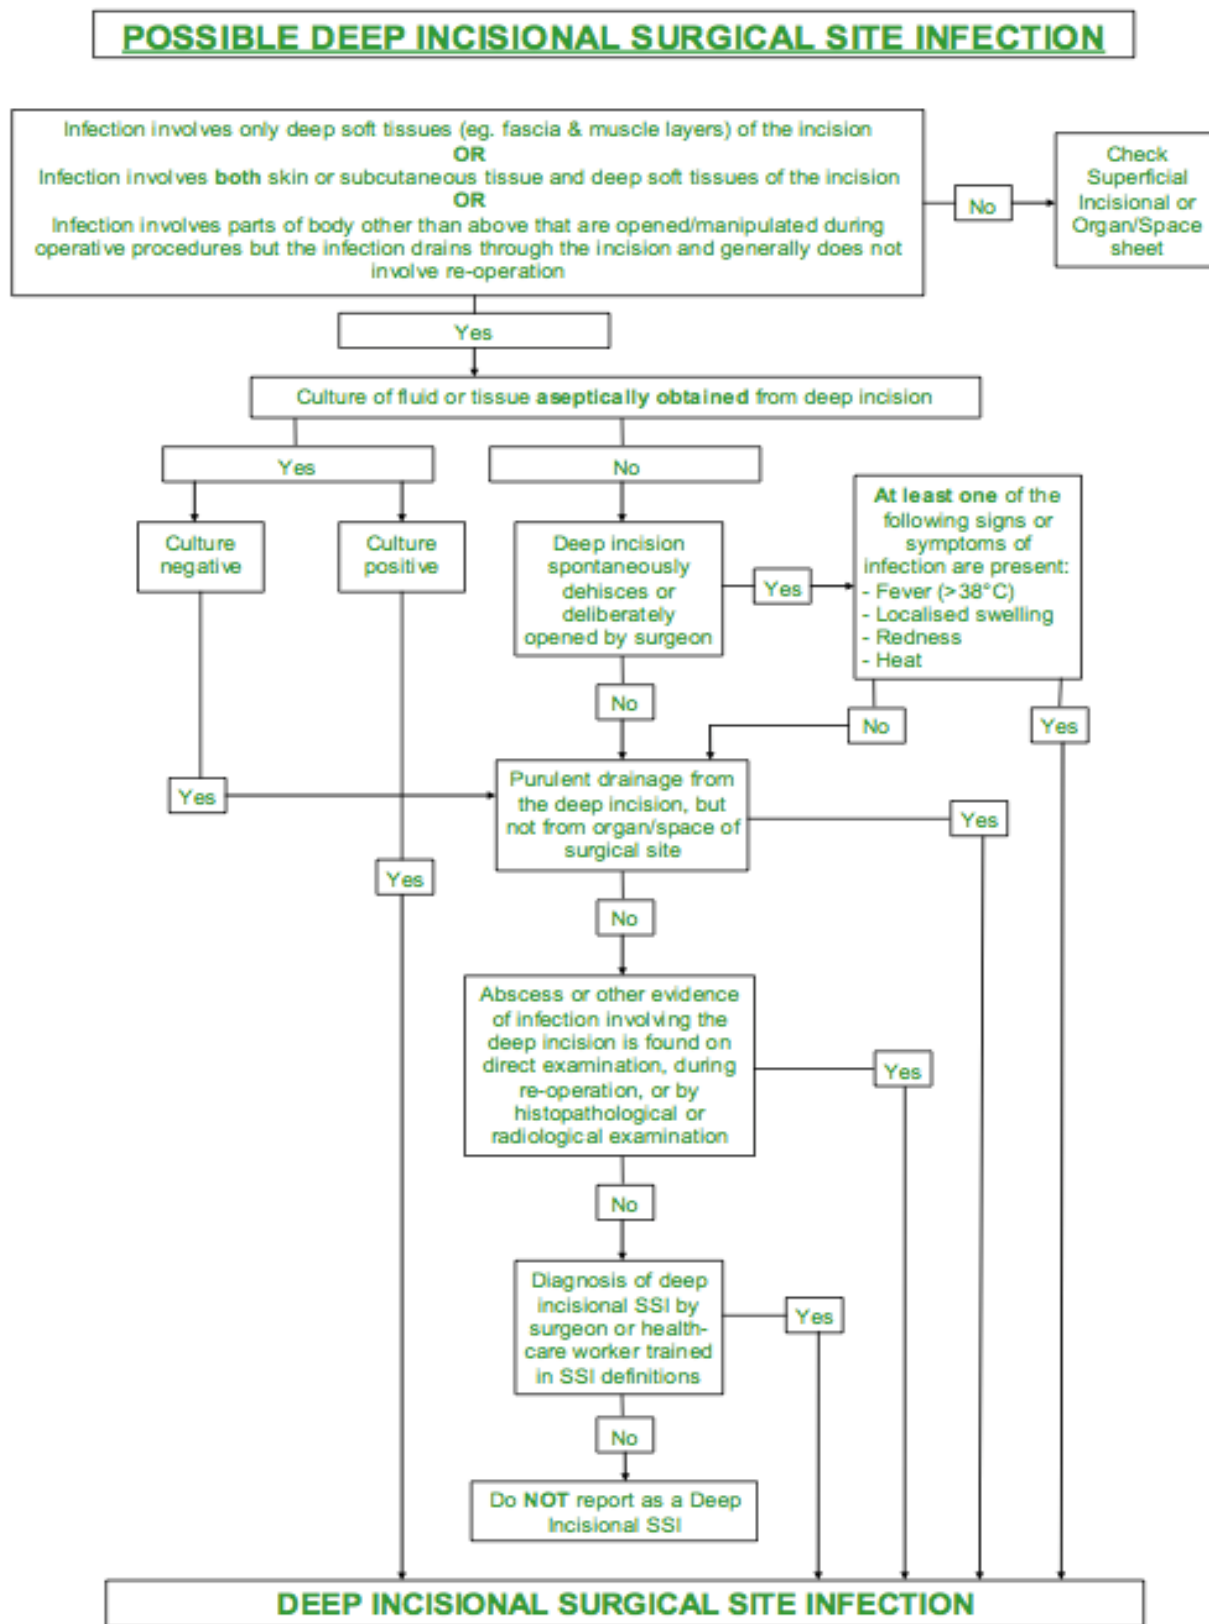 POSSIBLE DEEP INCISIONAL SURGICAL SITE INFECTION
Infection involves only deep soft tissues (eg. fascia & muscle layers) of the incision
OR
Infection involves both skin or subcutaneous tissue and deep soft tissues of the incision
OR
Infection involves parts of body other than above that are opened/manipulated during
operative procedures but the infection drains through the incision and generally does not
involve re-operation
No
Check
Superficial
Incisional or
Organ/Space
sheet
Yes
Culture of fluid or tissue aseptically obtained from deep incision
Yes
No
Culture
negative
Culture
positive
Deep incision
spontaneously
dehisces or
deliberately
opened by surgeon
Yes
At least one of the
following signs or
symptoms of
infection are present:
- Fever (>38°C)
- Localised swelling
- Redness
- Heat
No
No
Yes
Yes
Purulent drainage from
the deep incision, but
not from organ/space of
surgical site
Yes
Yes
No
Abscess or other evidence
of infection involving the
deep incision is found on
direct examination, during
re-operation, or by
histopathological or
radiological examination
Yes
No
Diagnosis of deep
incisional SSI by
surgeon or health-
care worker trained
in SSI definitions
Yes
No
Do NOT report as a Deep
Incisional SSI
DEEP INCISIONAL SURGICAL SITE INFECTION